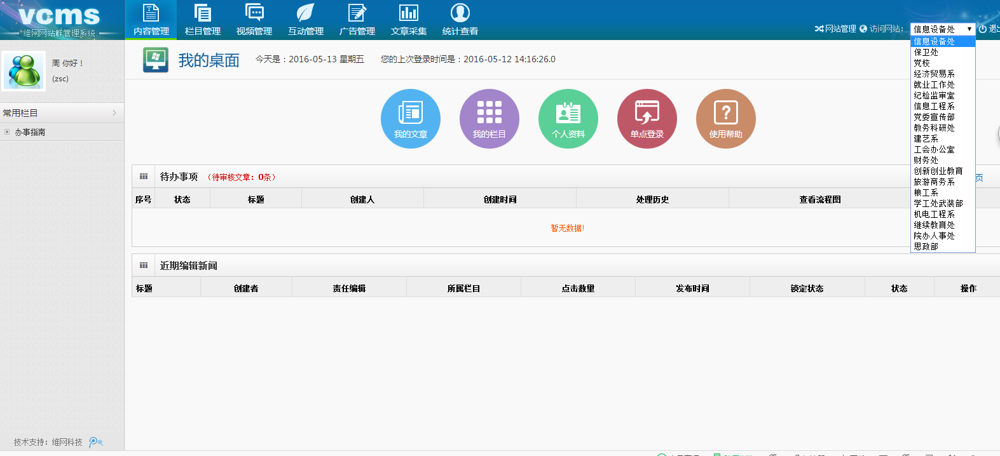 vcms
维网网站群管理系统
内容管理 栏目管理 视频管理 互动管理 广告管理 文章采集 统计查看
网站管理 访问网站: 信息设备处 退出
周 你好！
(zsc)
常用栏目
办事指南
技术支持：维网科技
我的桌面 今天是：2016-05-13 星期五 您的上次登录时间是：2016-05-12 14:16:26.0
我的文章 我的栏目 个人资料 单点登录 使用帮助
待办事项 （待审核文章：0条） 页
序号 状态 标题 创建人 创建时间 处理历史 查看流程图
暂无数据!
近期编辑新闻
标题 创建者 责任编辑 所属栏目 点击数量 发布时间 锁定状态 状态 操作
信息设备处
保卫处
党校
经济贸易系
就业工作处
纪检监审室
信息工程系
党委宣传部
教务科研处
建艺系
工会办公室
财务处
创新创业教育
旅游商务系
粮工系
学工处武装部
机电工程系
继续教育处
院办人事处
思政部